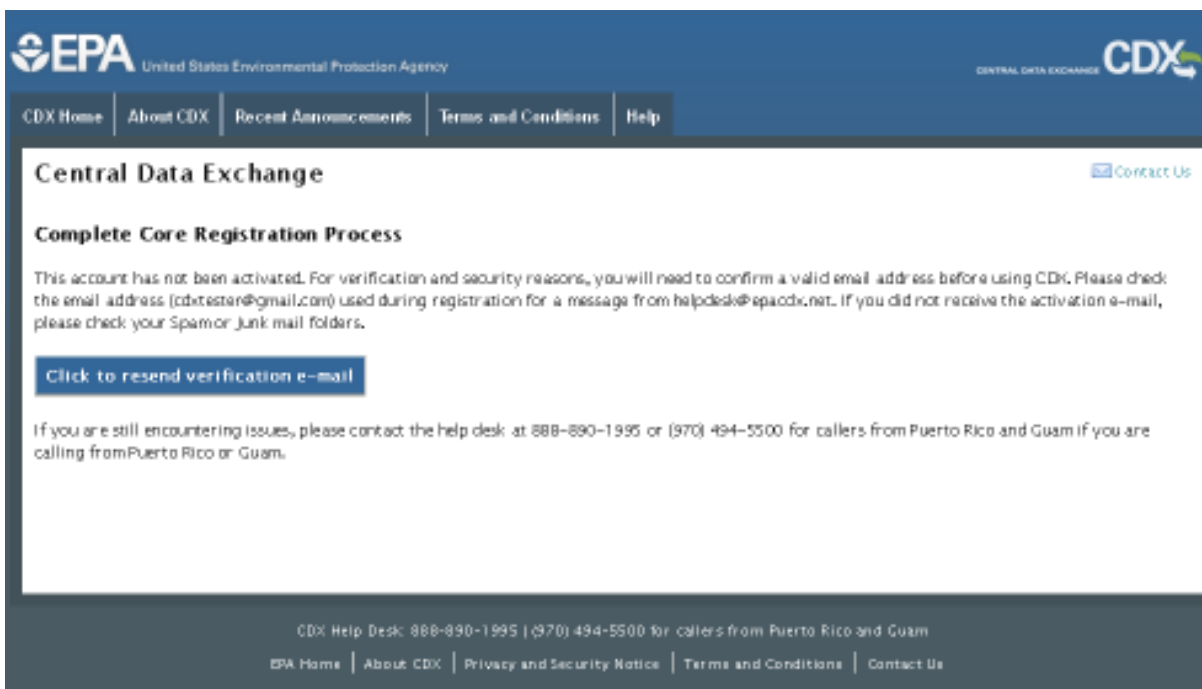 EPA United States Environmental Protection Agency
CENTRAL DATA EXCHANGE CDX
CDX Home About CDX Recent Announcements Terms and Conditions Help
Central Data Exchange
Contact Us
Complete Core Registration Process
This account has not been activated. For verification and security reasons, you will need to confirm a valid email address before using CDX. Please check
the email address (cdxtester@gmail.com) used during registration for a message from helpdesk@epacdx.net. If you did not receive the activation e-mail,
please check your Spam or Junk mail folders.
Click to resend verification e-mail
If you are still encountering issues, please contact the help desk at 888-890-1995 or (970) 494-5500 for callers from Puerto Rico and Guam if you are
calling from Puerto Rico or Guam.
CDX Help Desk: 888-890-1995 | (970) 494-5500 for callers from Puerto Rico and Guam
EPA Home About CDX Privacy and Security Notice Terms and Conditions Contact Us